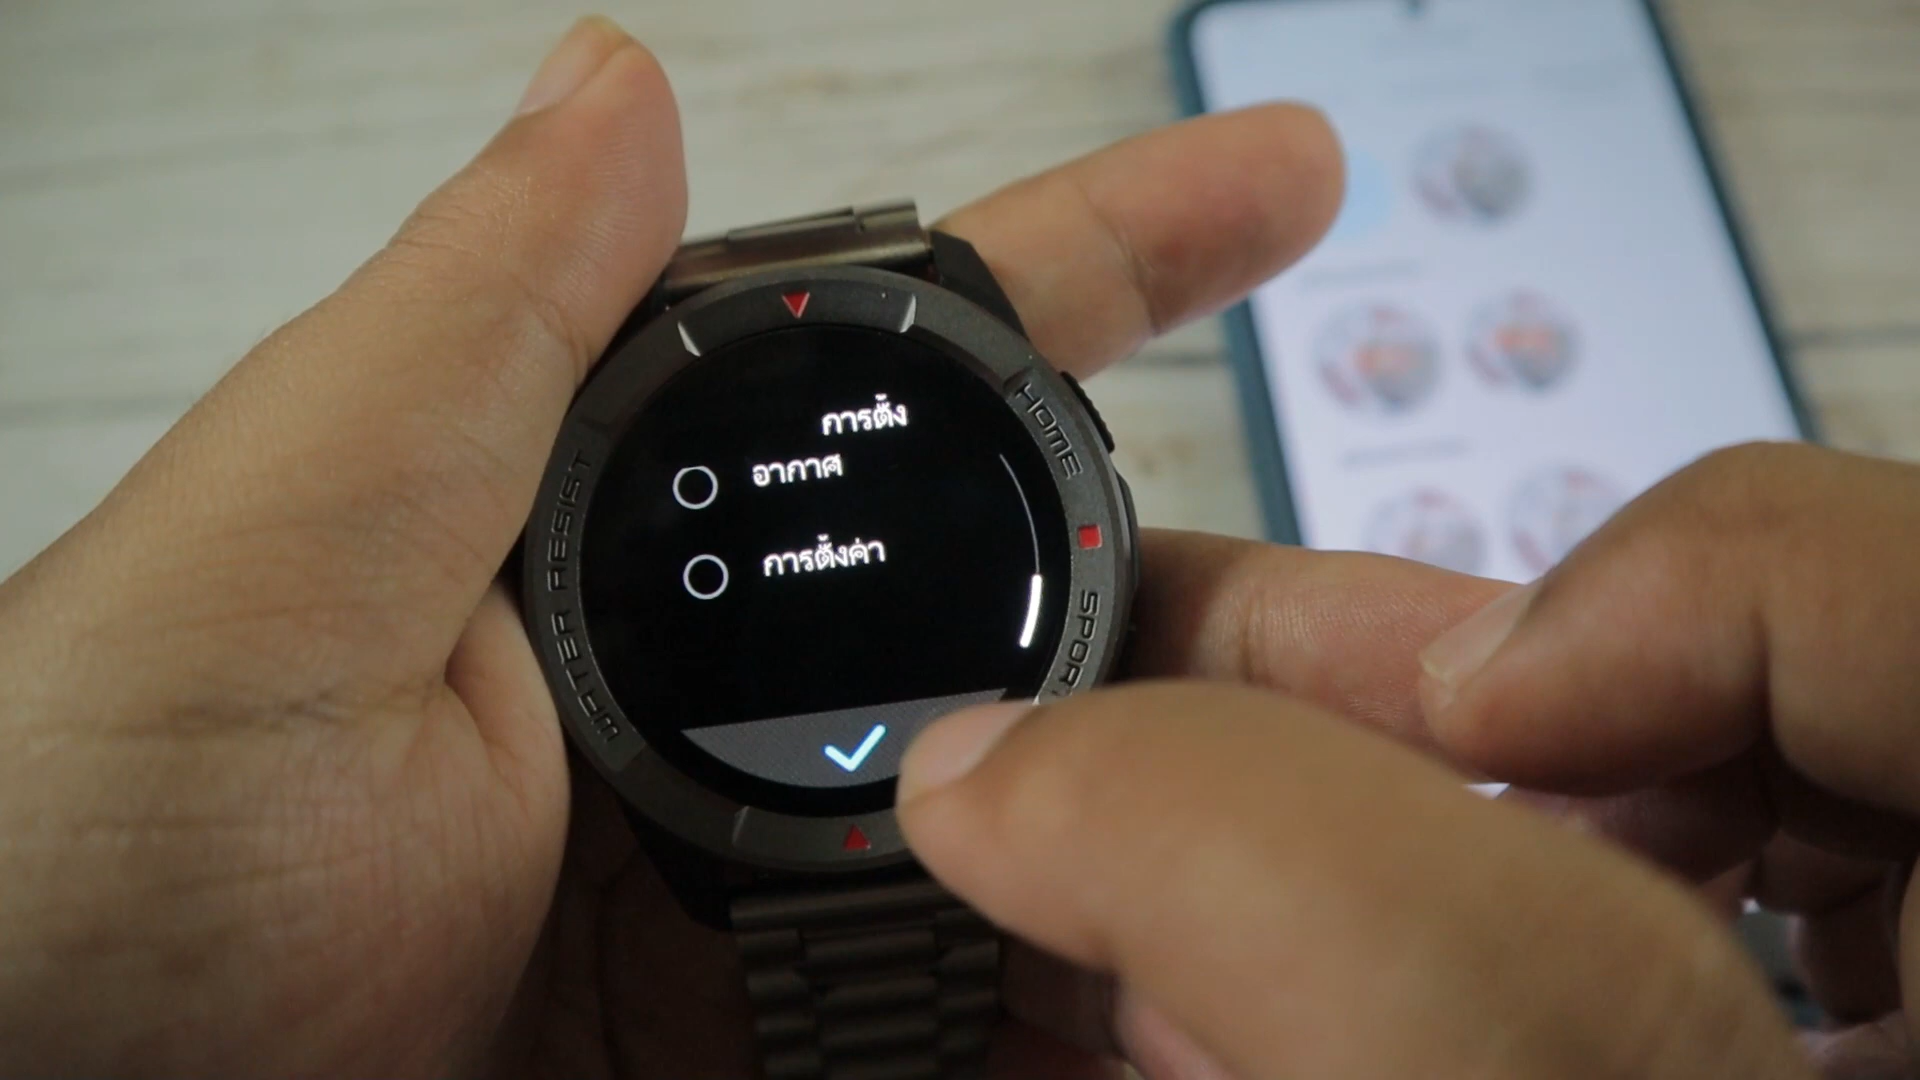 การตั้ง
อากาศ
การตั้งค่า
HOME
SPORT
WATER RESIST